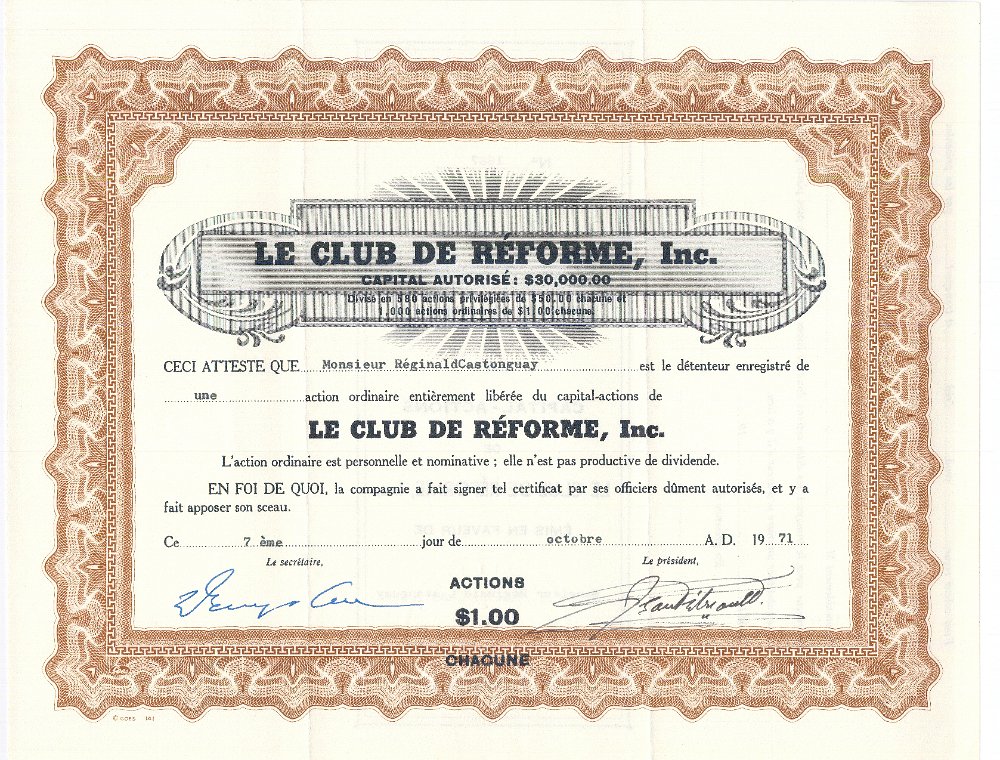 LE CLUB DE RÉFORME, Inc.
CAPITAL AUTORISÉ: $30,000.00
Divisé en 580 actions privilégiées de $50.00 chacune et
1,000 actions ordinaires de $1.00 chacune.
CECI ATTESTE QUE Monsieur RéginaldCastonguay est le détenteur enregistré de
une action ordinaire entièrement libérée du capital-actions de
LE CLUB DE RÉFORME, Inc.
L'action ordinaire est personnelle et nominative ; elle n'est pas productive de dividende.
EN FOI DE QUOI, la compagnie a fait signer tel certificat par ses officiers dûment autorisés, et y a
fait apposer son sceau.
Ce 7 ème jour de octobre A. D. 19 71
Le secrétaire, Le président,
ACTIONS
$1.00
CHACUNE
© GOES 141